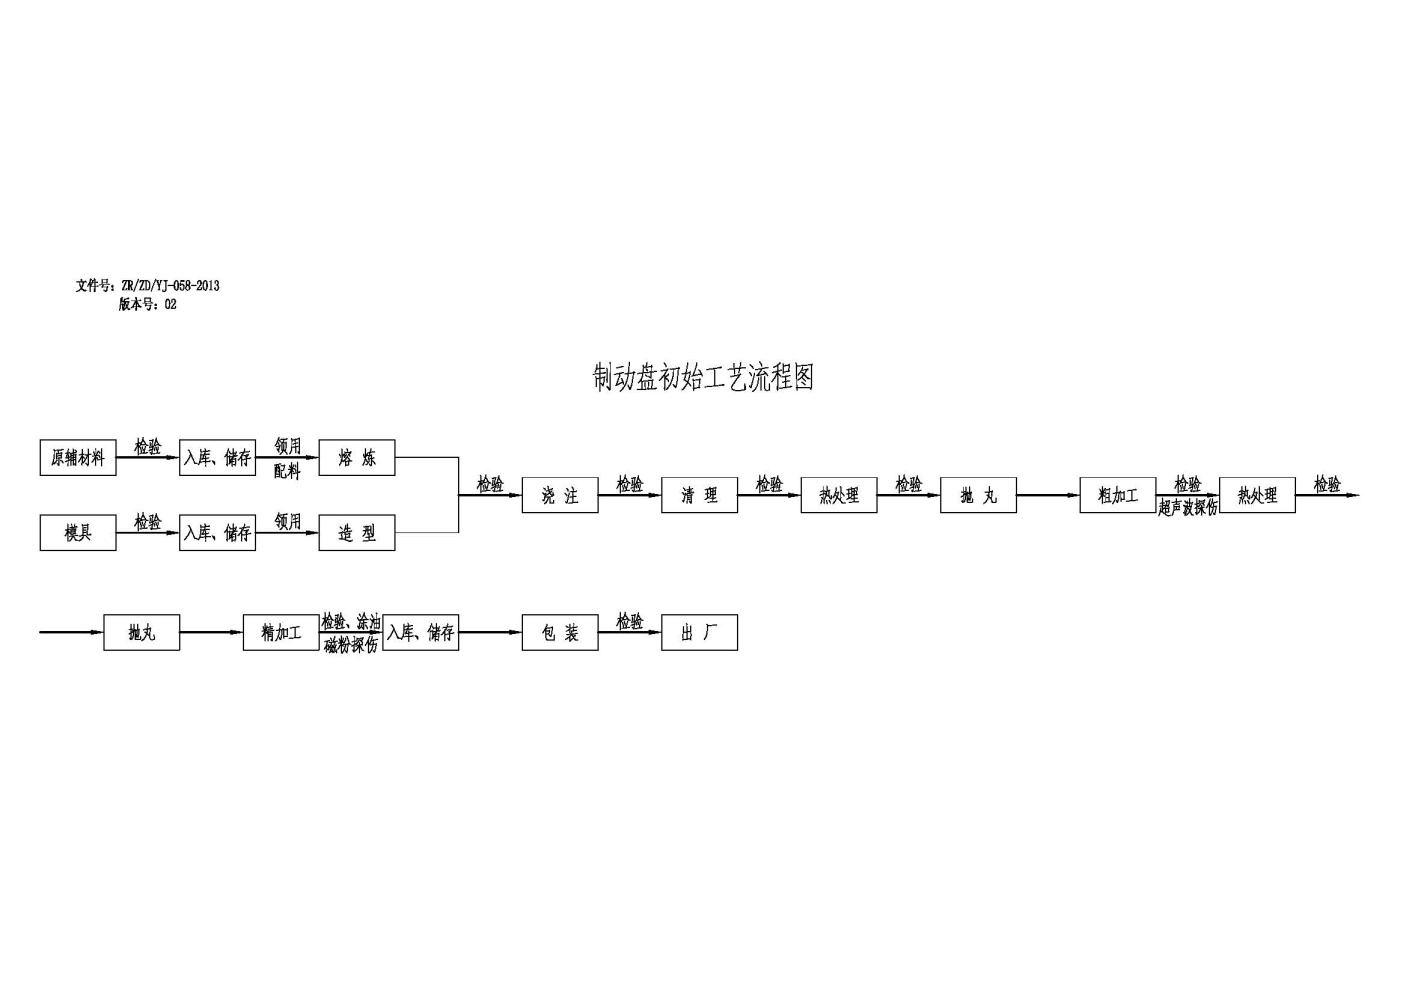 文件号：ZR/ZD/YJ-058-2013
版本号：02
制动盘初始工艺流程图
原辅材料 检验 入库、储存 领用 配料 熔炼
模具 检验 入库、储存 领用 造型
检验 浇注 检验 清理 检验 热处理 检验 抛丸 粗加工 检验 超声波探伤 热处理 检验
抛丸 精加工 检验、涂油 磁粉探伤 入库、储存 包装 检验 出厂